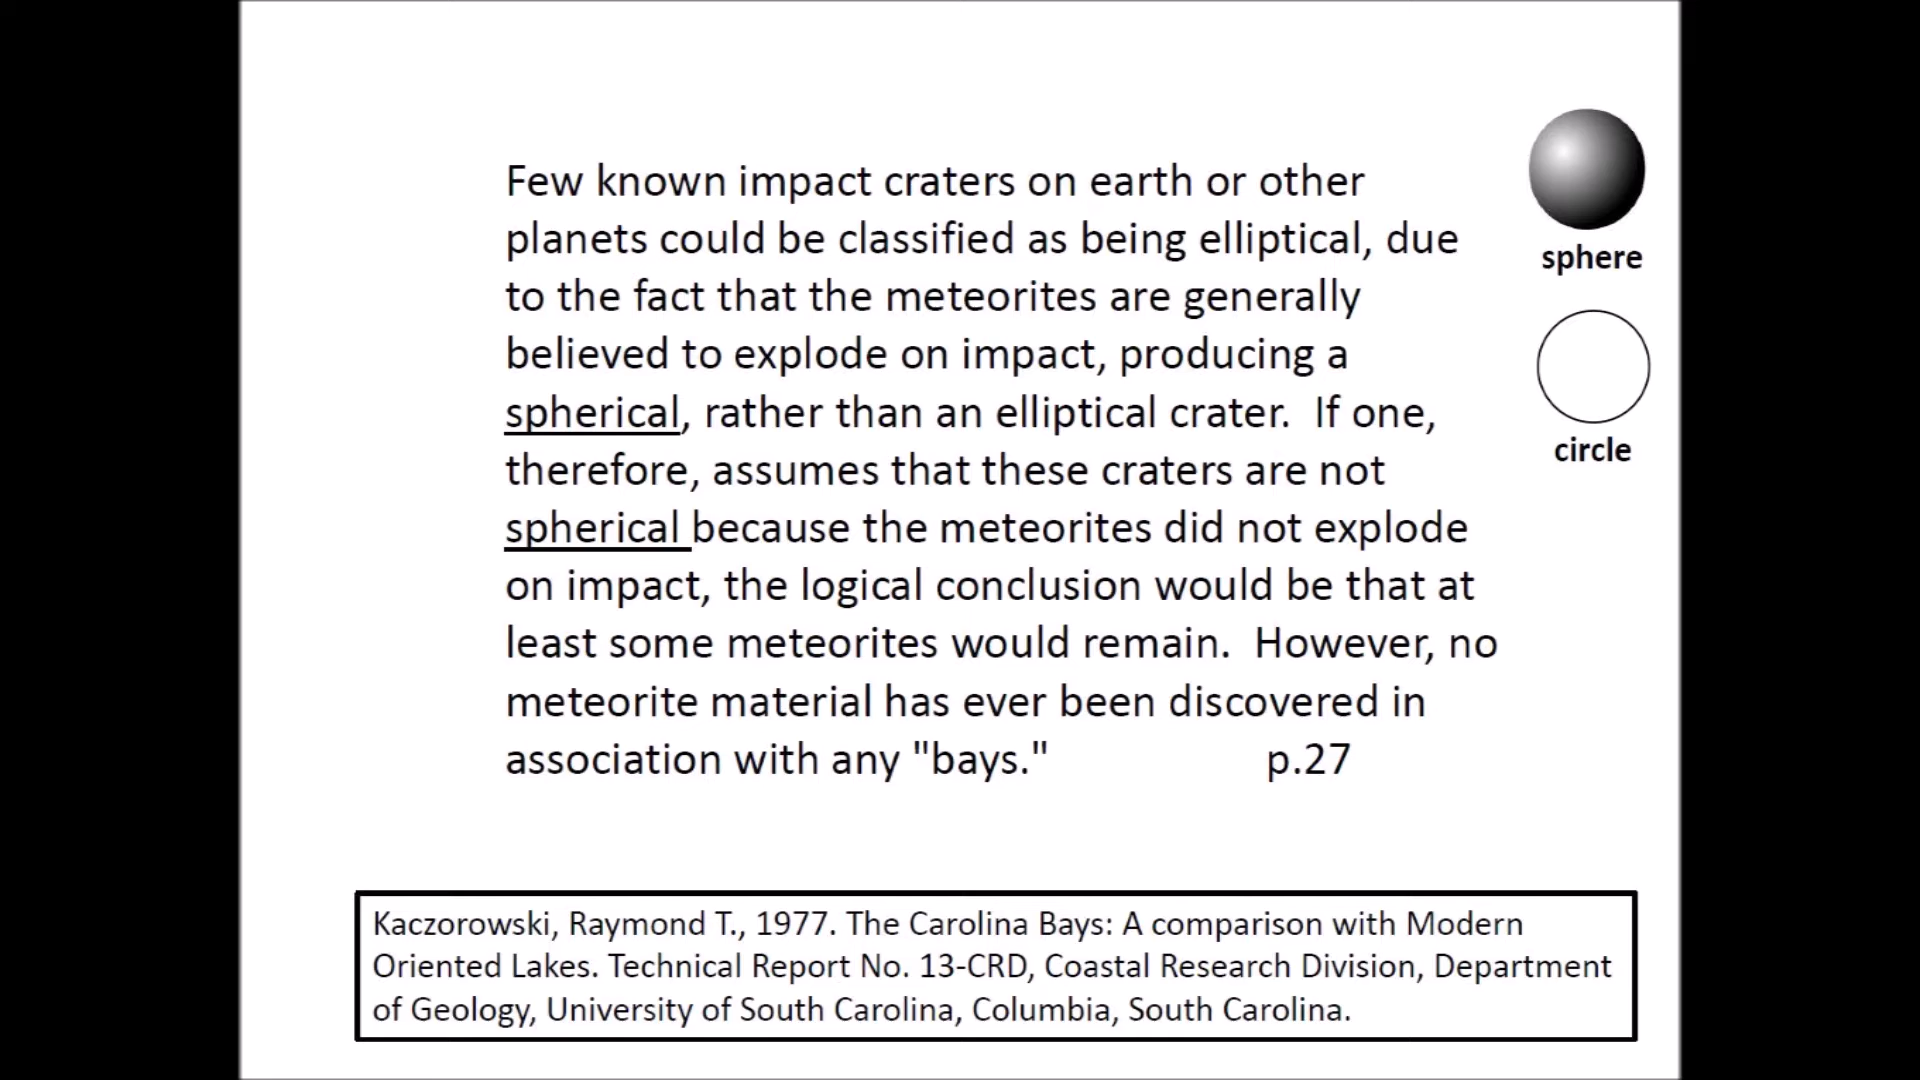 Few known impact craters on earth or other
planets could be classified as being elliptical, due
to the fact that the meteorites are generally
believed to explode on impact, producing a
spherical, rather than an elliptical crater.  If one,
therefore, assumes that these craters are not
spherical because the meteorites did not explode
on impact, the logical conclusion would be that at
least some meteorites would remain.  However, no
meteorite material has ever been discovered in
association with any "bays."    p.27
sphere
circle
Kaczorowski, Raymond T., 1977. The Carolina Bays: A comparison with Modern
Oriented Lakes. Technical Report No. 13-CRD, Coastal Research Division, Department
of Geology, University of South Carolina, Columbia, South Carolina.